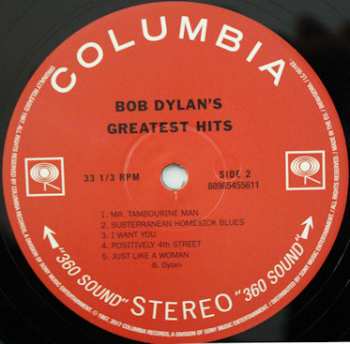 COLUMBIA
BOB DYLAN'S
GREATEST HITS
33 1/3 RPM
SIDE 2
88985455611
1. MR. TAMBOURINE MAN
2. SUBTERRANEAN HOMESICK BLUES
3. I WANT YOU
4. POSITIVELY 4th STREET
5. JUST LIKE A WOMAN
B. Dylan
"360 SOUND" STEREO "360 SOUND"